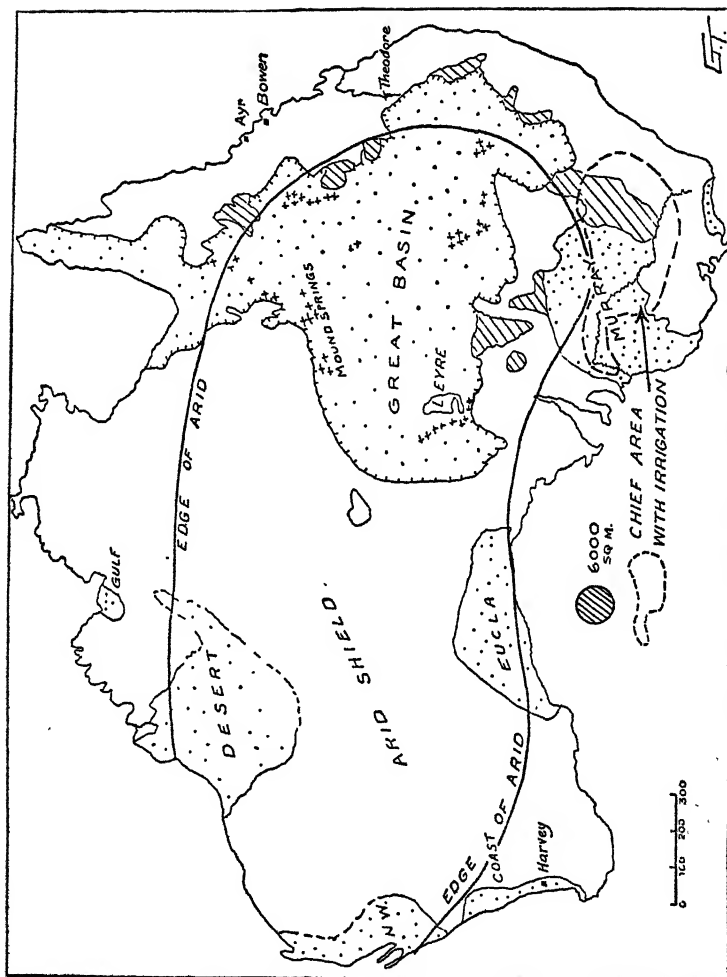 Ayr
Bowen
Theodore
GULF
EDGE OF ARID
DESERT
MOUND SPRINGS
GREAT BASIN
L. EYRE
ARID SHIELD
N.W.
EDGE OF ARID
COAST
Harvey
EUCLA
MURRAY
6000
SQ M.
CHIEF AREA
WITH IRRIGATION
0 100 200 300
G.T.